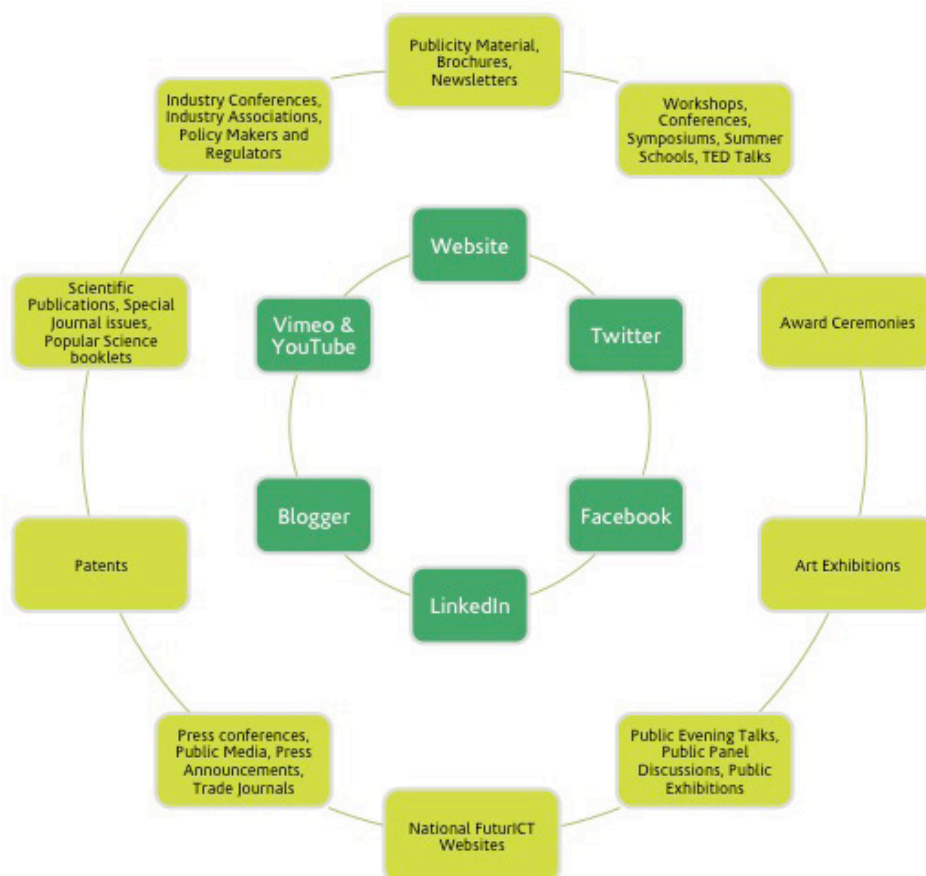 Publicity Material,
Brochures,
Newsletters
Industry Conferences,
Industry Associations,
Policy Makers and
Regulators
Workshops,
Conferences,
Symposiums, Summer
Schools, TED Talks
Website
Scientific
Publications, Special
Journal issues,
Popular Science
booklets
Vimeo &
YouTube
Twitter
Award Ceremonies
Blogger
Facebook
Patents
Art Exhibitions
LinkedIn
Press conferences,
Public Media, Press
Announcements,
Trade Journals
Public Evening Talks,
Public Panel
Discussions, Public
Exhibitions
National FuturICT
Websites